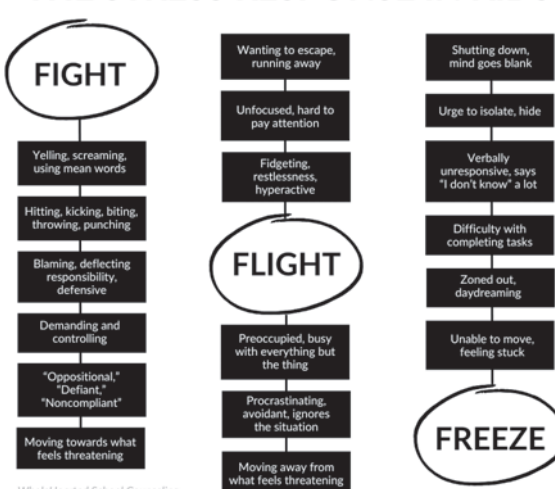 FIGHT
Yelling, screaming,
using mean words
Hitting, kicking, biting,
throwing, punching
Blaming, deflecting
responsibility,
defensive
Demanding and
controlling
"Oppositional,"
"Defiant,"
"Noncompliant"
Moving towards what
feels threatening
Wanting to escape,
running away
Unfocused, hard to
pay attention
Fidgeting,
restlessness,
hyperactive
FLIGHT
Preoccupied, busy
with everything but
the thing
Procrastinating,
avoidant, ignores
the situation
Moving away from
what feels threatening
Shutting down,
mind goes blank
Urge to isolate, hide
Verbally
unresponsive, says
"I don't know" a lot
Difficulty with
completing tasks
Zoned out,
daydreaming
Unable to move,
feeling stuck
FREEZE